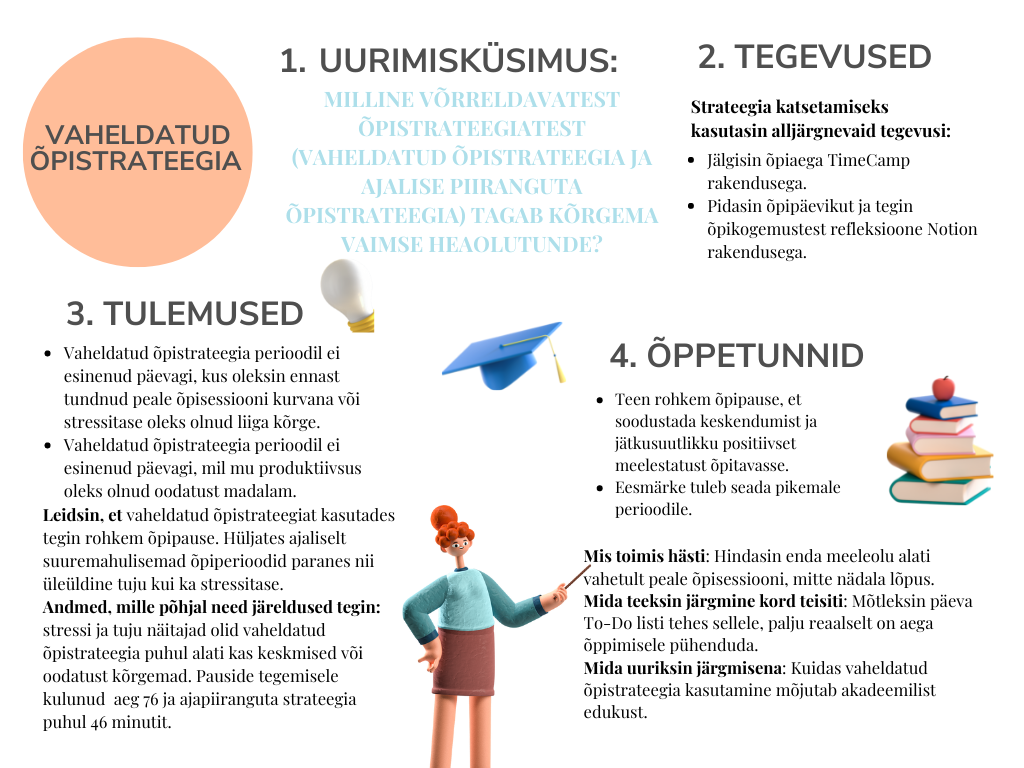 VAHELDATUD
ÕPISTRATEEGIA
1. UURIMISKÜSIMUS:
MILLINE VÕRRELDAVATEST
ÕPISTRATEEGIATEST
(VAHELDATUD ÕPISTRATEEGIA JA
AJALISE PIIRANGUTA
ÕPISTRATEEGIA) TAGAB KÕRGEMA
VAIMSE HEAOLUTUNDE?
2. TEGEVUSED
Strateegia katsetamiseks
kasutasin alljärgnevaid tegevusi:
• Jälgisin õpiaega TimeCamp
rakendusega.
• Pidasin õpipäevikut ja tegin
õpikogemustest refleksioone Notion
rakendusega.
3. TULEMUSED
• Vaheldatud õpistrateegia perioodil ei
esinenud päevagi, kus oleksin ennast
tundnud peale õpisessiooni kurvana või
stressitase oleks olnud liiga kõrge.
• Vaheldatud õpistrateegia perioodil ei
esinenud päevagi, mil mu produktiivsus
oleks olnud oodatust madalam.
Leidsin, et vaheldatud õpistrateegiat kasutades
tegin rohkem õpipause. Hüljates ajaliselt
suuremahulisemad õpiperioodid paranes nii
üleüldine tuju kui ka stressitase.
Andmed, mille põhjal need järeldused tegin:
stressi ja tuju näitajad olid vaheldatud
õpistrateegia puhul alati kas keskmised või
oodatust kõrgemad. Pauside tegemisele
kulunud aeg 76 ja ajapiiranguta strateegia
puhul 46 minutit.
4. ÕPPETUNNID
• Teen rohkem õpipause, et
soodustada keskendumist ja
jätkusuutlikku positiivset
meelestatust õpitavasse.
• Eesmärke tuleb seada pikemale
perioodile.
Mis toimis hästi: Hindasin enda meeleolu alati
vahetult peale õpisessiooni, mitte nädala lõpus.
Mida teeksin järgmine kord teisiti: Mõtleksin päeva
To-Do listi tehes sellele, palju reaalselt on aega
õppimisele pühenduda.
Mida uuriksin järgmisena: Kuidas vaheldatud
õpistrateegia kasutamine mõjutab akadeemilist
edukust.